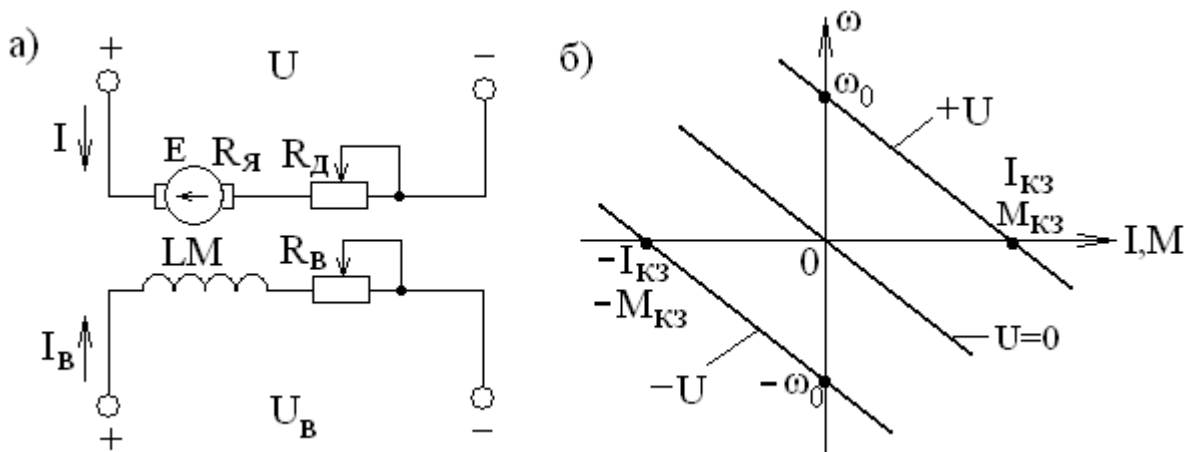 а)
+ U −
I E Rя Rд
LM Rв
Iв
+ Uв −
б)
ω
ω0
+U
Iкз
Mкз
0 I,M
−Iкз
−Mкз
U=0
−U −ω0